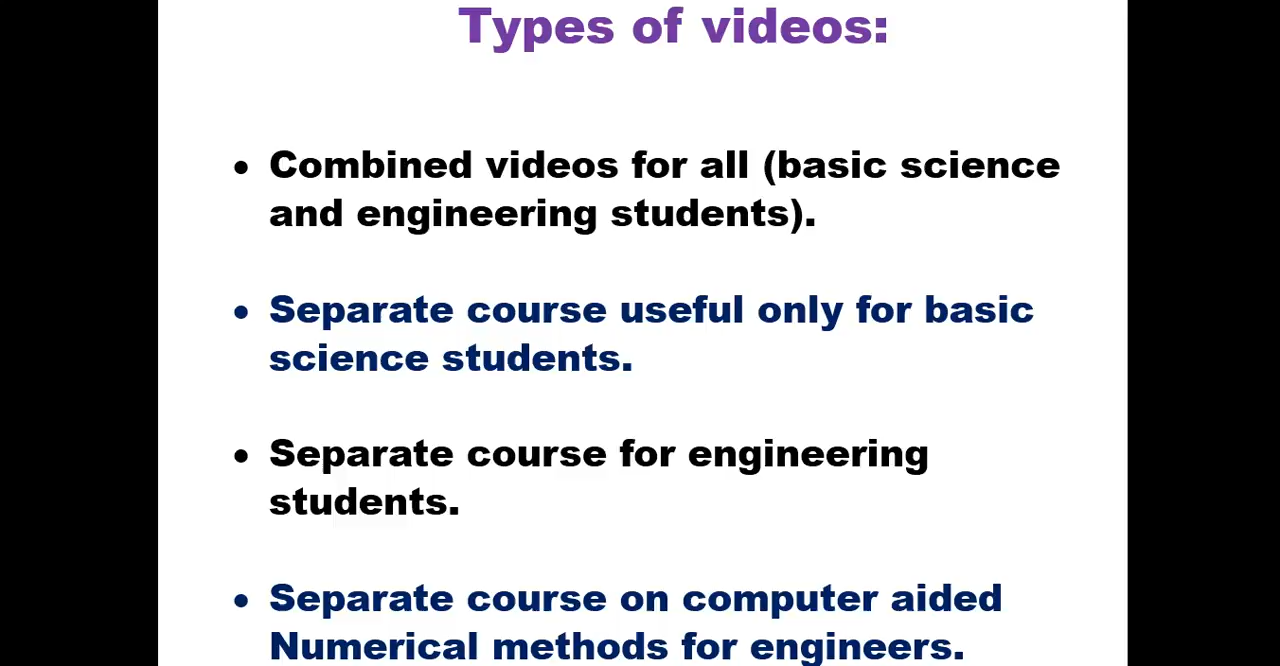 Types of videos:
• Combined videos for all (basic science
and engineering students).
• Separate course useful only for basic
science students.
• Separate course for engineering
students.
• Separate course on computer aided
Numerical methods for engineers.